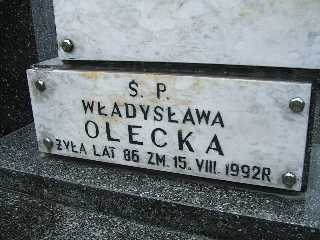 Ś. P.
WŁADYSŁAWA
OLECKA
ŻYŁA LAT 86 ZM. 15. VIII. 1992R